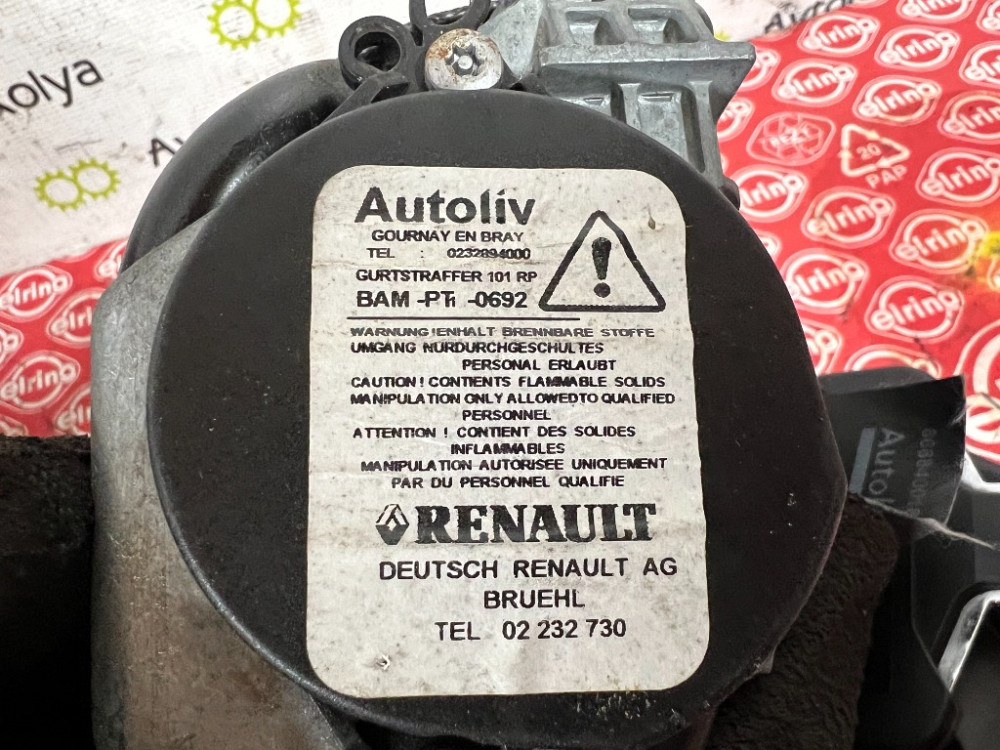 Autoliv
GOURNAY EN BRAY
TEL : 0232894000
GURTSTRAFFER 101 RP
BAM -PTı -0692
WARNUNG!ENHALT BRENNBARE STOFFE
UMGANG NURDURCHGESCHULTES
PERSONAL ERLAUBT
CAUTION! CONTIENTS FLAMMABLE SOLIDS
MANIPULATION ONLY ALLOWEDTO QUALIFIED
PERSONNEL
ATTENTION ! CONTIENT DES SOLIDES
INFLAMMABLES
MANIPULATION AUTORISEE UNIQUEMENT
PAR DU PERSONNEL QUALIFIE
RENAULT
DEUTSCH RENAULT AG
BRUEHL
TEL 02 232 730
elring
REZY
20
PAP